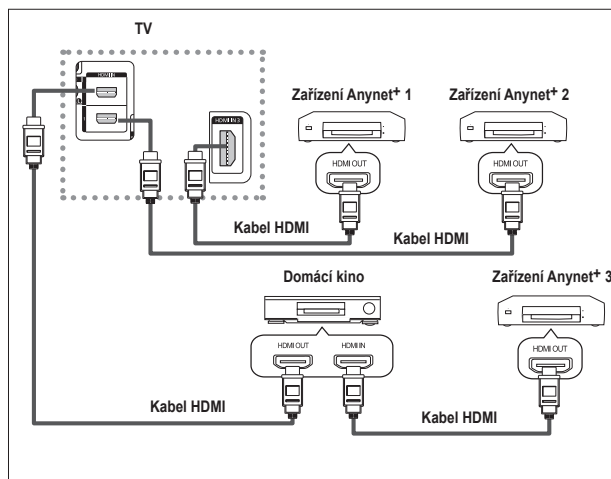 TV
HDMI IN
HDMI IN 3
Zařízení Anynet+ 1
Zařízení Anynet+ 2
HDMI OUT
HDMI OUT
Kabel HDMI
Kabel HDMI
Domácí kino
Zařízení Anynet+ 3
HDMI OUT
HDMI IN
HDMI OUT
Kabel HDMI
Kabel HDMI